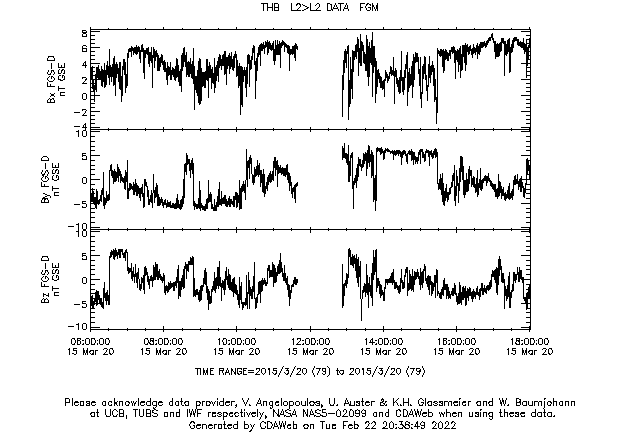 THB L2>L2 DATA FGM
8
6
4
2
0
-2
-4
Bx FGS-D
nT GSE
10
5
0
-5
-10
By FGS-D
nT GSE
10
5
0
-5
-10
Bz FGS-D
nT GSE
06:00:00 08:00:00 10:00:00 12:00:00 14:00:00 16:00:00 18:00:00
15 Mar 20 15 Mar 20 15 Mar 20 15 Mar 20 15 Mar 20 15 Mar 20 15 Mar 20
TIME RANGE=2015/3/20 (79) to 2015/3/20 (79)
Please acknowledge data provider, V. Angelopoulos, U. Auster & K.H. Glassmeier and W. Baumjohann
at UCB, TUBS and IWF respectively, NASA NAS5-02099 and CDAWeb when using these data.
Generated by CDAWeb on Tue Feb 22 20:38:49 2022